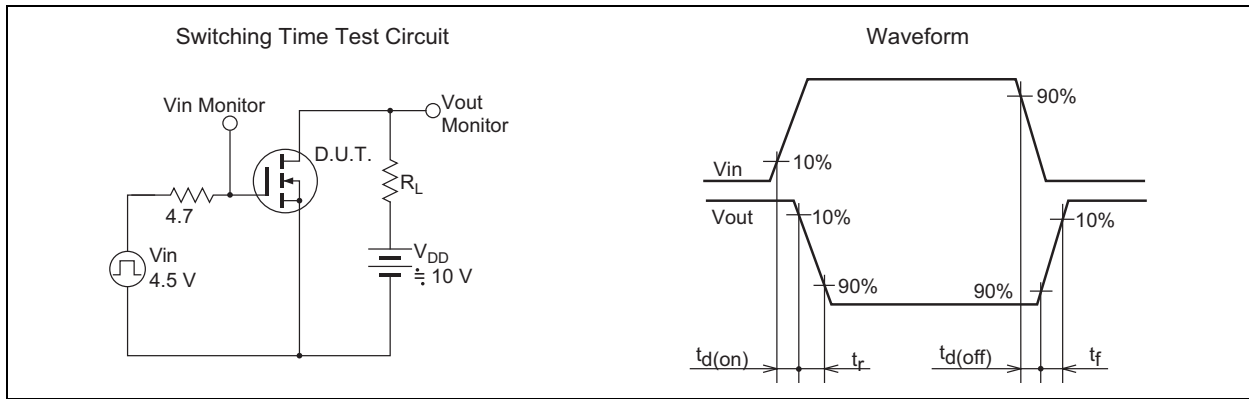 Switching Time Test Circuit
Vin Monitor
Vout
Monitor
D.U.T.
R_L
4.7
Vin
4.5 V
V_DD
≒ 10 V
Waveform
90%
10%
Vin
Vout
10%
10%
90%
90%
t_d(on)
t_r
t_d(off)
t_f